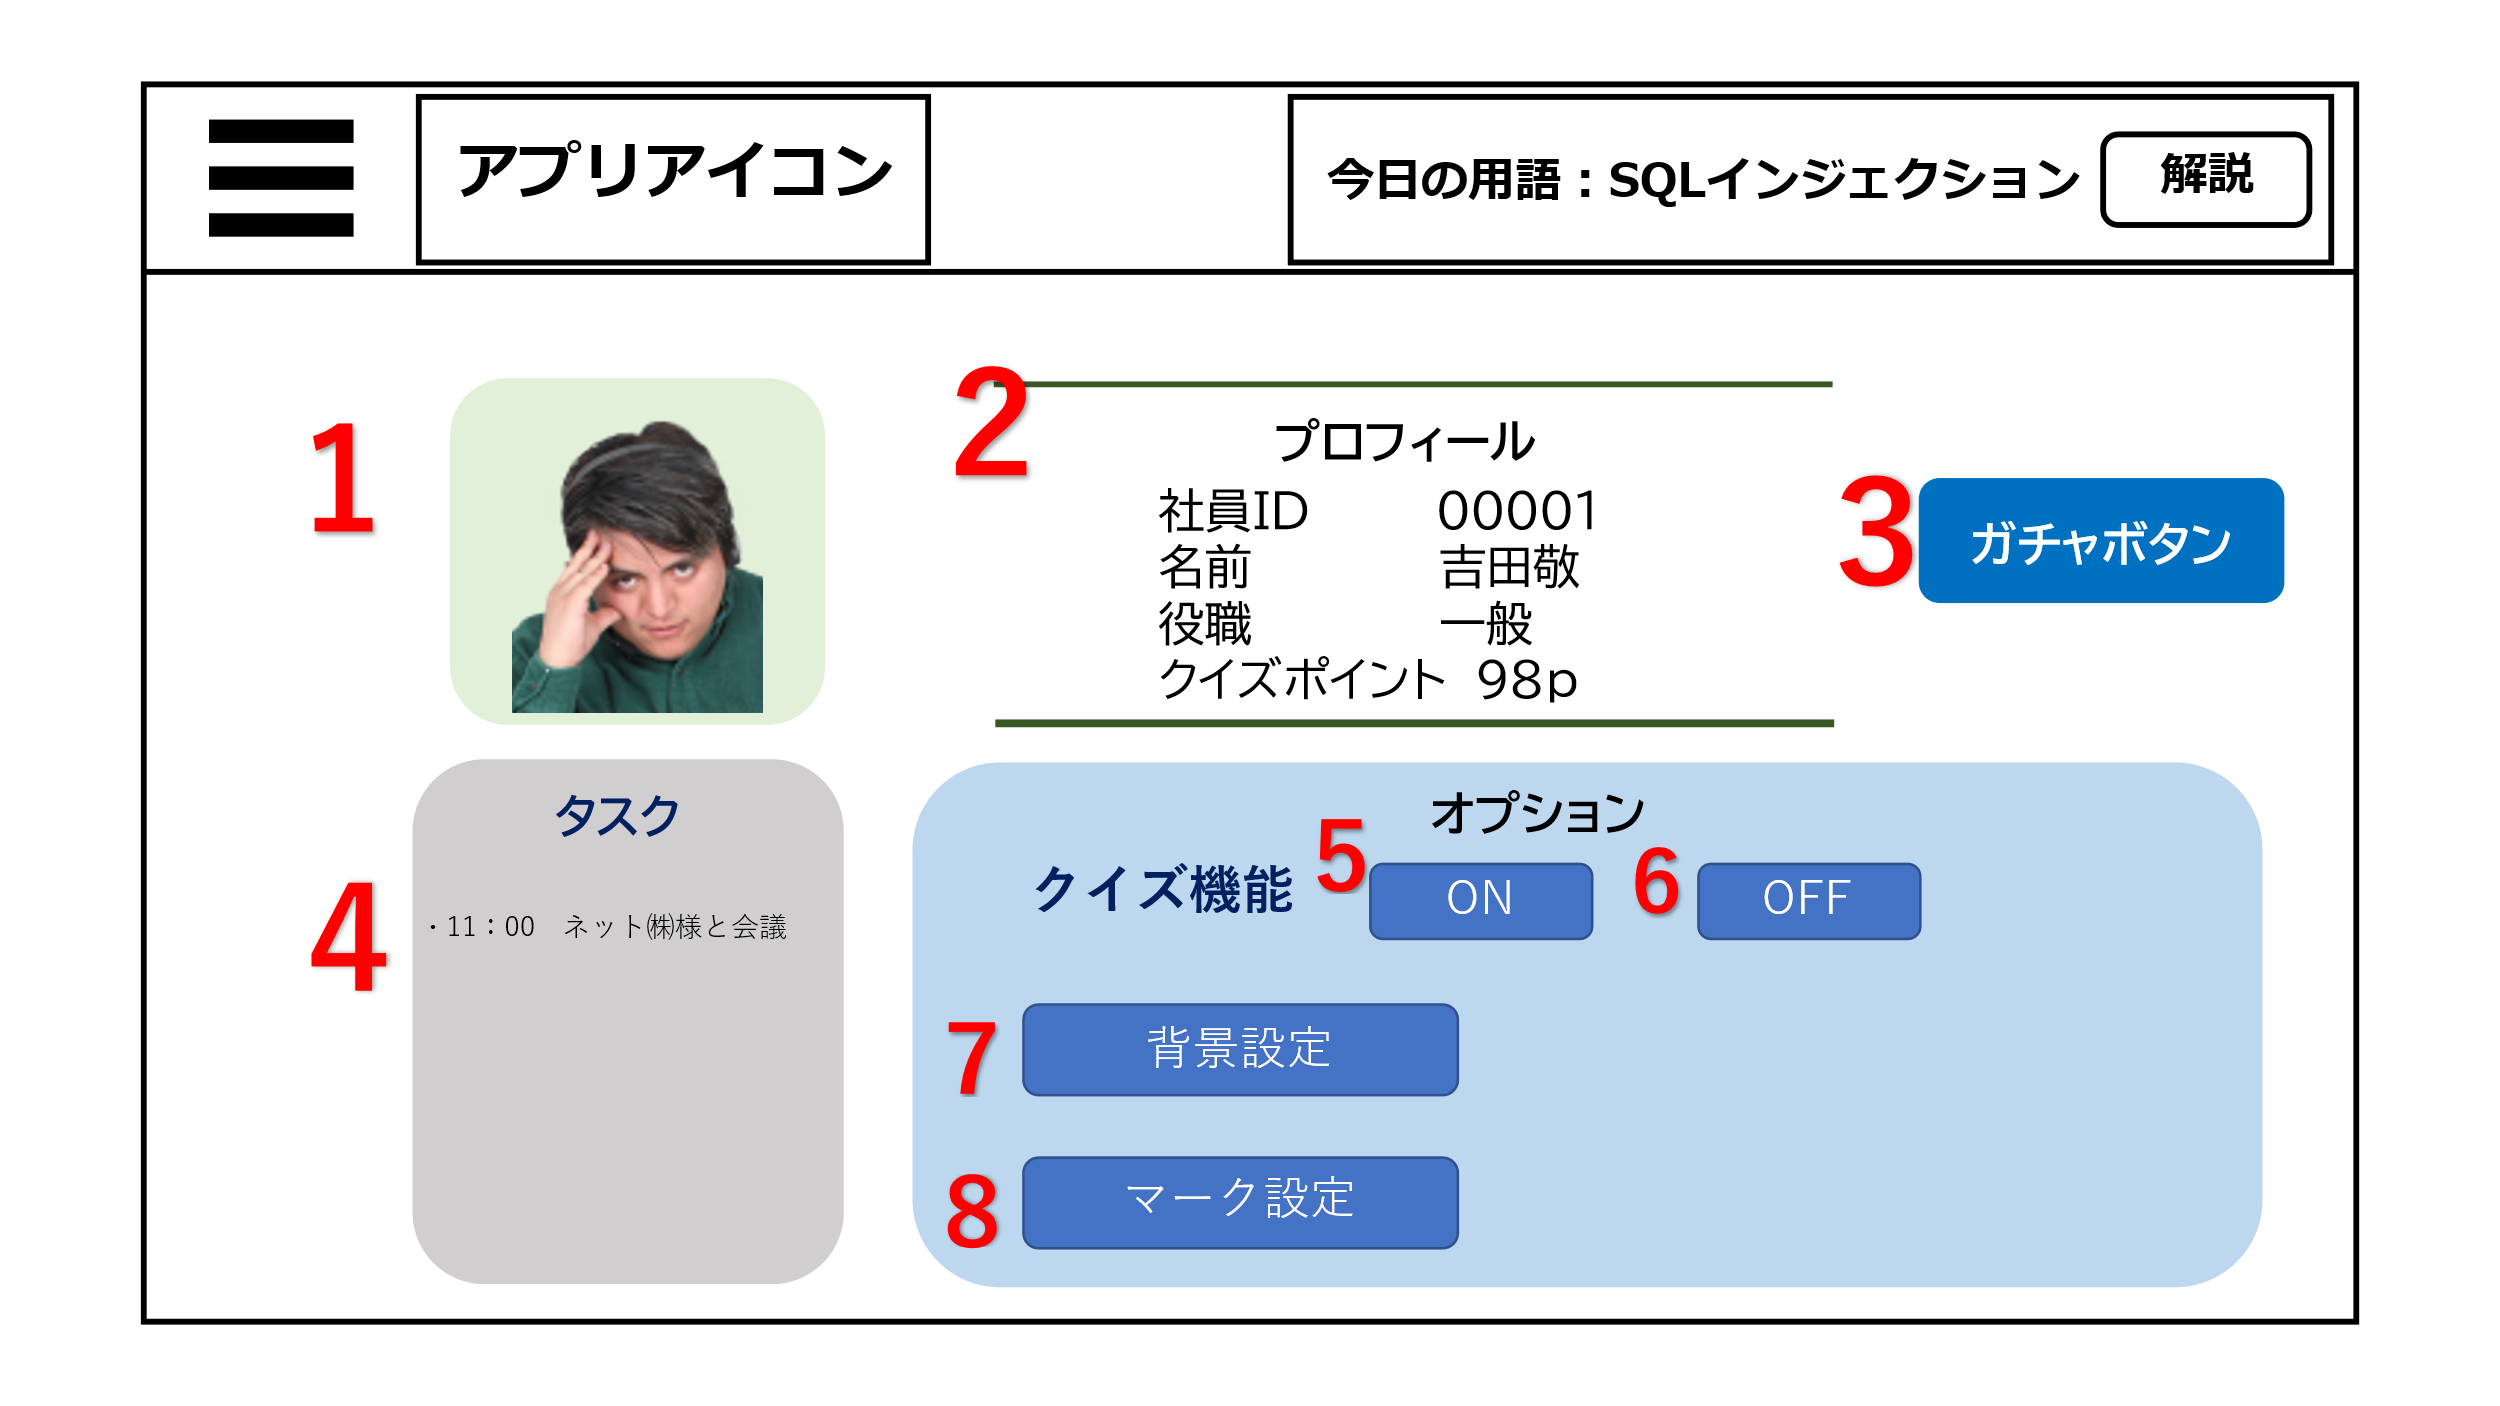 アプリアイコン
今日の用語：SQLインジェクション
解説
1
2
プロフィール
社員ID 00001
名前 吉田敬
役職 一般
クイズポイント 98p
3
ガチャボタン
タスク
4
・11：00　ネット㈱様と会議
オプション
クイズ機能
5
ON
6
OFF
7
背景設定
8
マーク設定